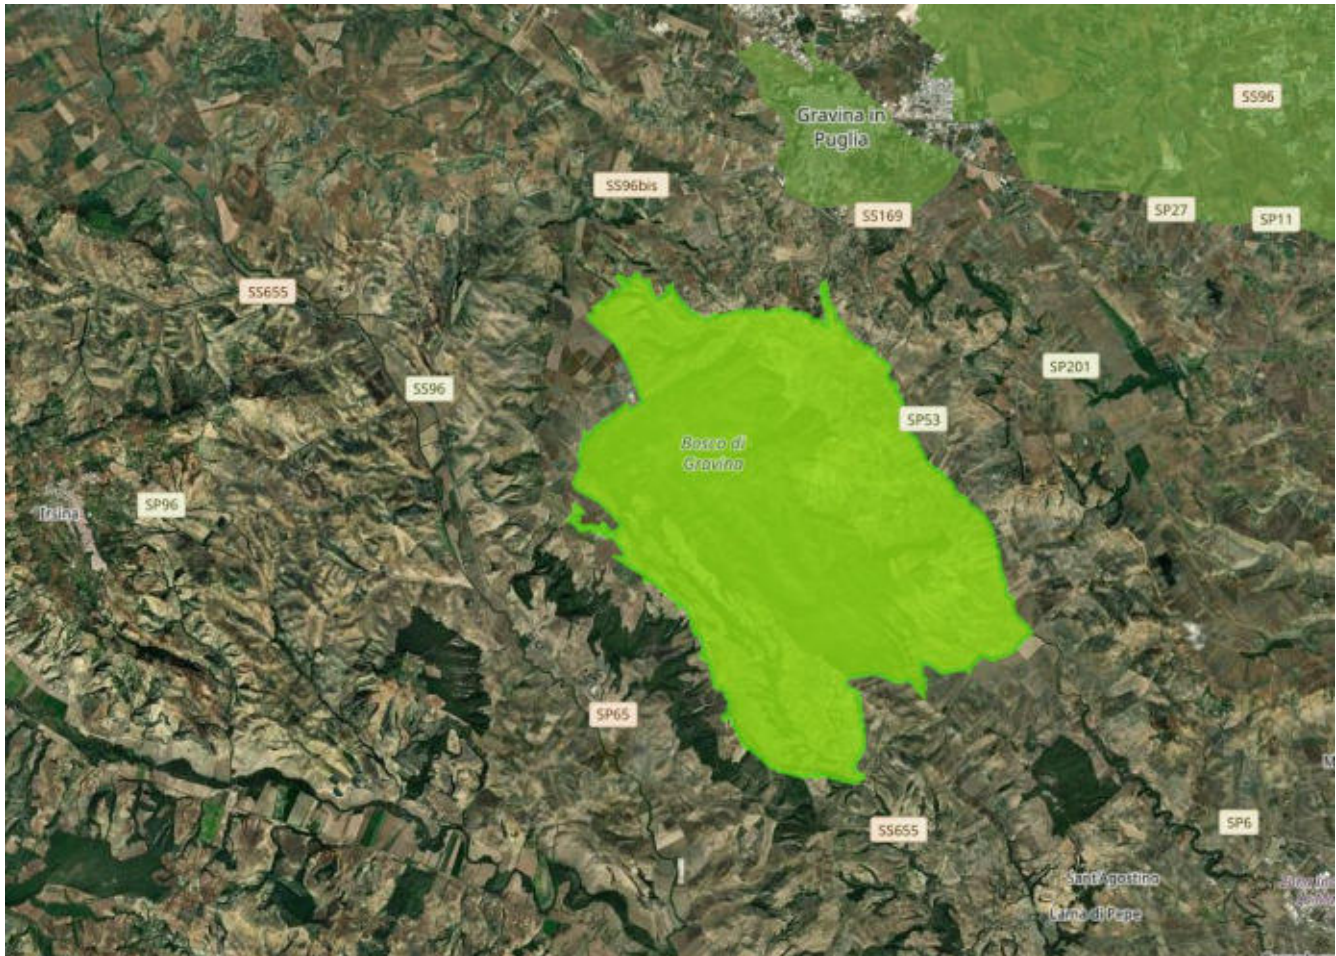 SS96
Gravina in
Puglia
SS96bis
SS169
SP27
SP11
SS655
SS96
SP201
SP53
Bosco di
Gravina
Irsina
SP96
SP65
SS655
SP6
Sant'Agostino
Lama di Pepe